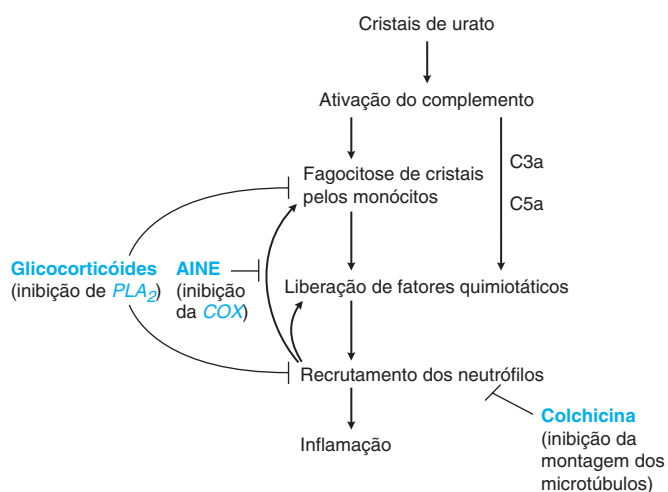 Cristais de urato
Ativação do complemento
C3a
Fagocitose de cristais
pelos monócitos
C5a
Glicocorticóides
(inibição de PLA2)
AINE
(inibição
da COX)
Liberação de fatores quimiotáticos
Recrutamento dos neutrófilos
Colchicina
(inibição da
montagem dos
microtúbulos)
Inflamação